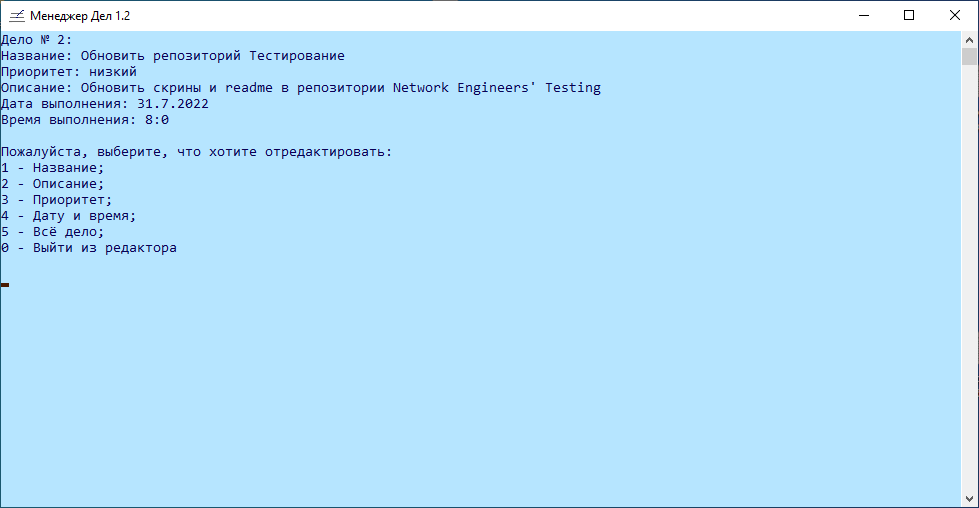 Менеджер Дел 1.2
Дело № 2:
Название: Обновить репозиторий Тестирование
Приоритет: низкий
Описание: Обновить скрины и readme в репозитории Network Engineers' Testing
Дата выполнения: 31.7.2022
Время выполнения: 8:0
Пожалуйста, выберите, что хотите отредактировать:
1 - Название;
2 - Описание;
3 - Приоритет;
4 - Дату и время;
5 - Всё дело;
0 - Выйти из редактора